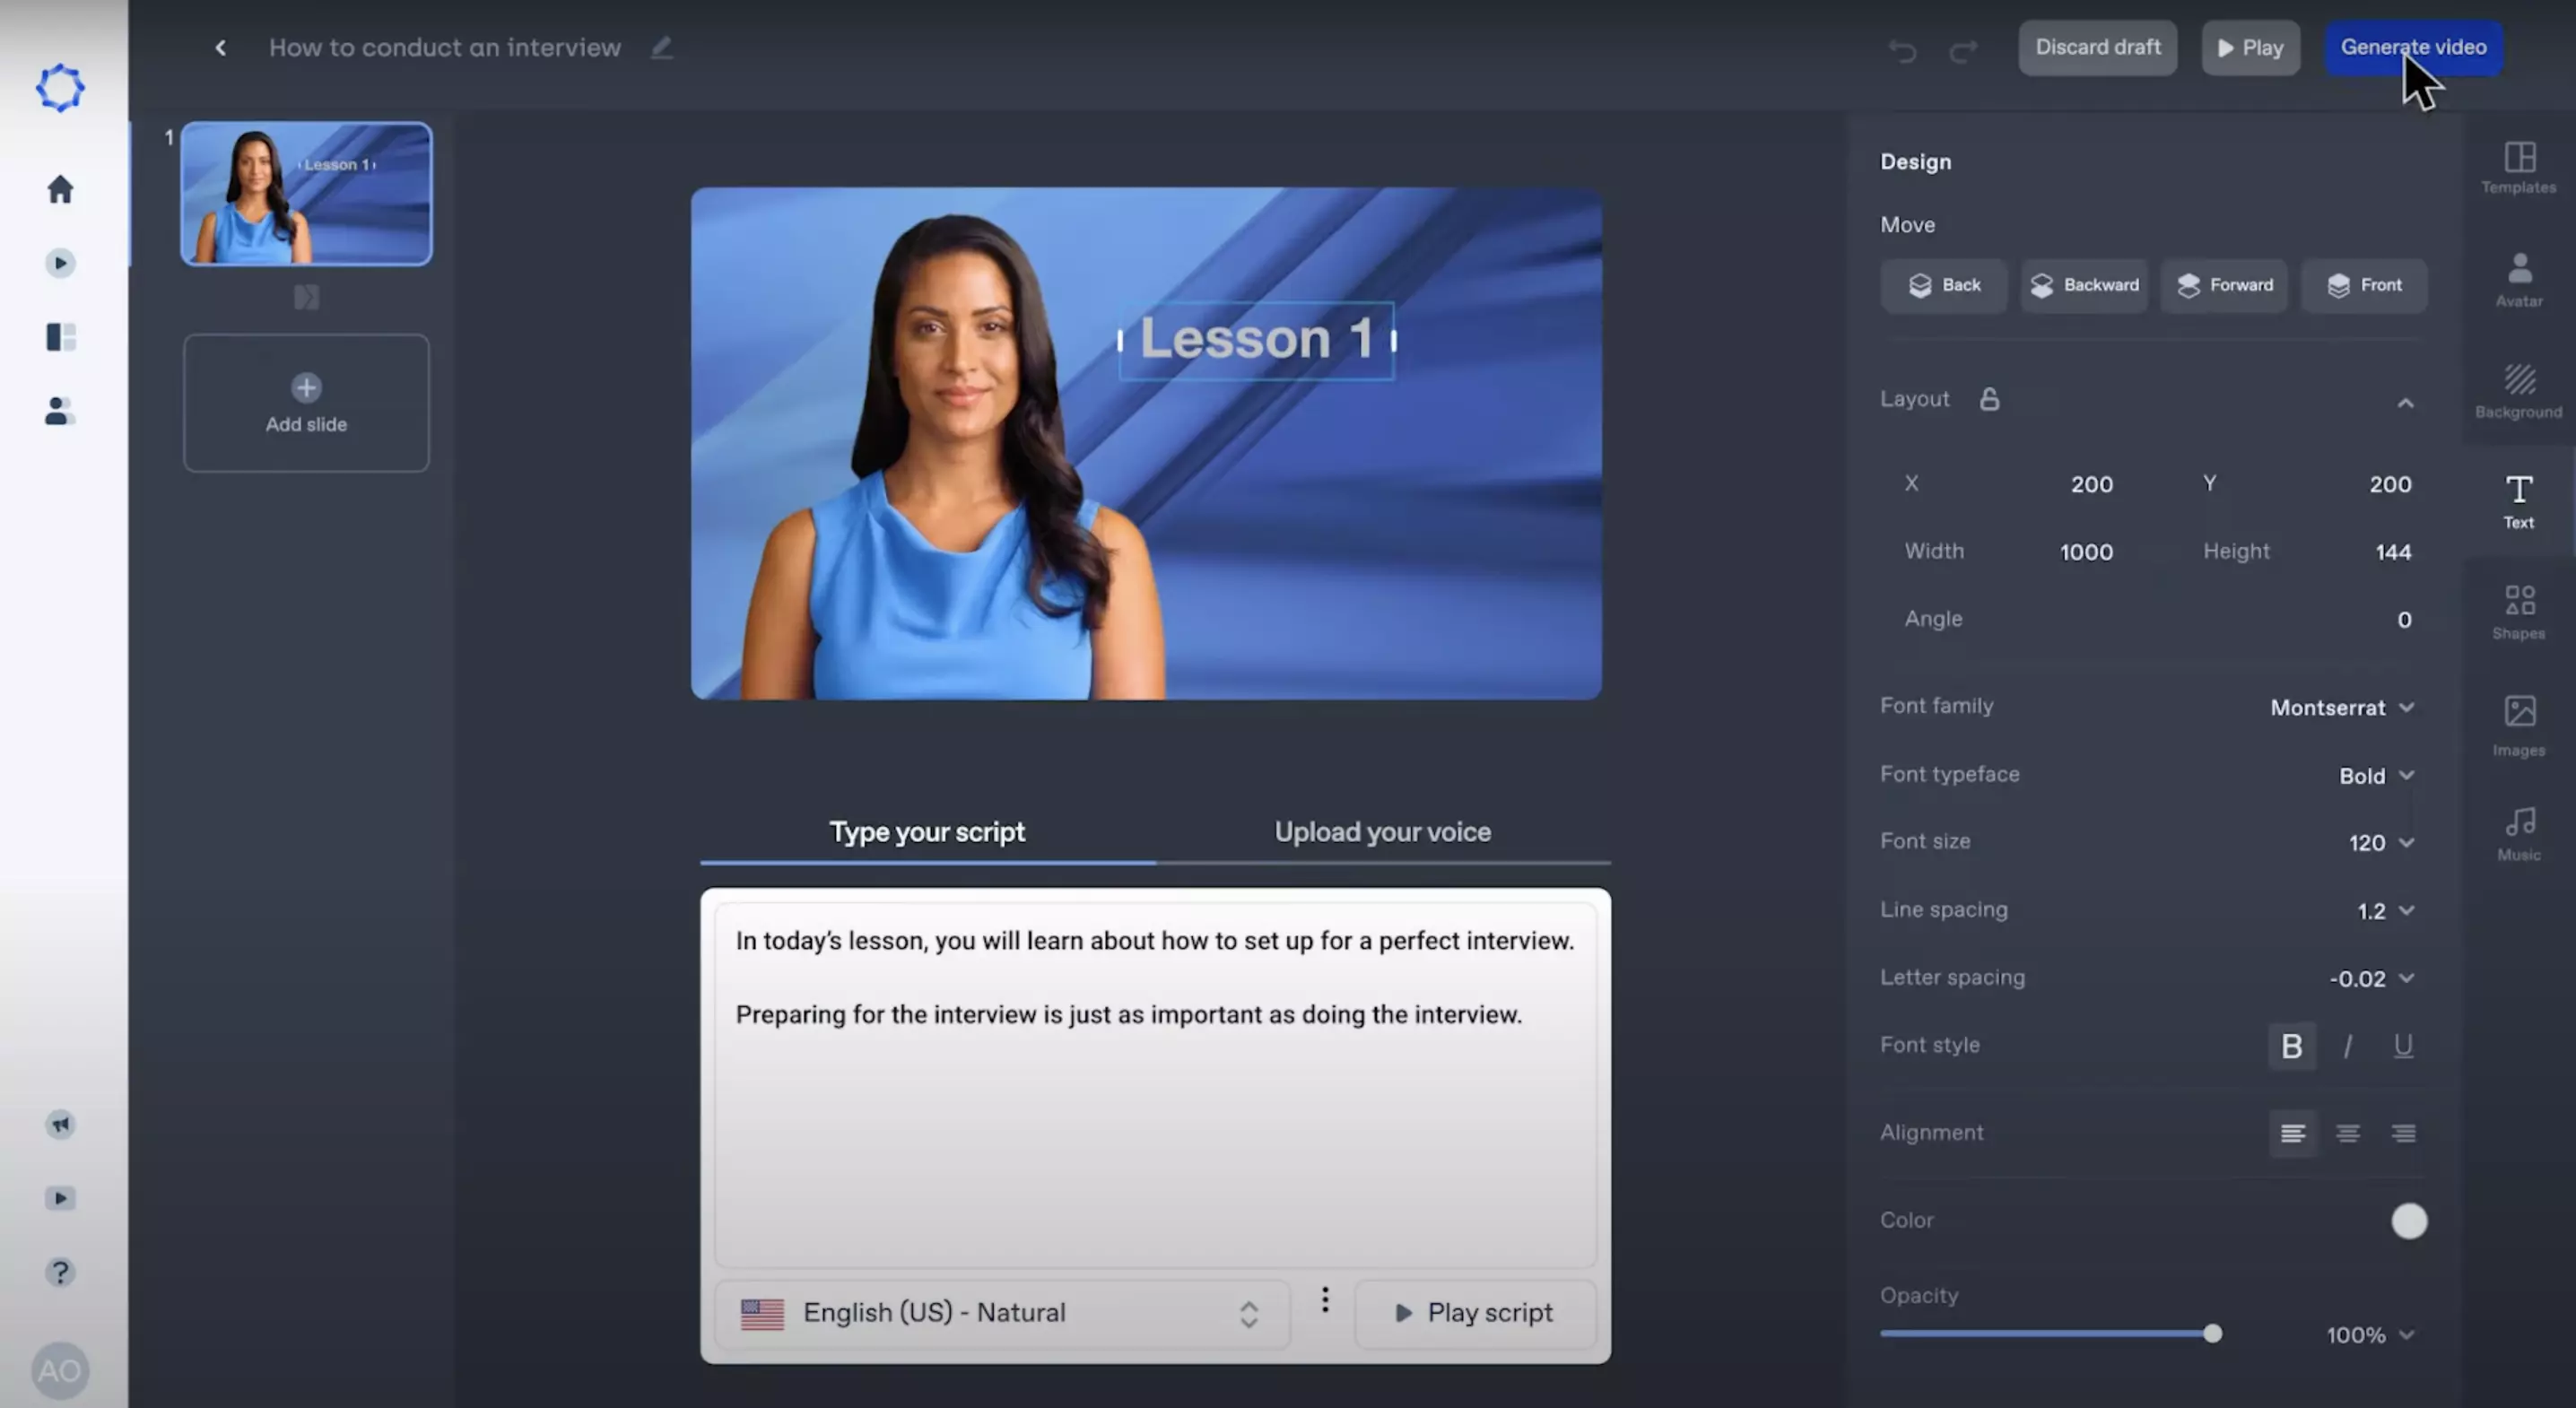 How to conduct an interview
Discard draft
Play
Generate video
1
Lesson 1
Add slide
Lesson 1
Type your script
Upload your voice
In today’s lesson, you will learn about how to set up for a perfect interview.
Preparing for the interview is just as important as doing the interview.
English (US) - Natural
Play script
Design
Move
Back
Backward
Forward
Front
Layout
X 200 Y 200
Width 1000 Height 144
Angle 0
Font family Montserrat
Font typeface Bold
Font size 120
Line spacing 1.2
Letter spacing -0.02
Font style B I U
Alignment
Color
Opacity
100%
Templates
Avatar
Background
T
Text
Shapes
Images
Music
?
AO